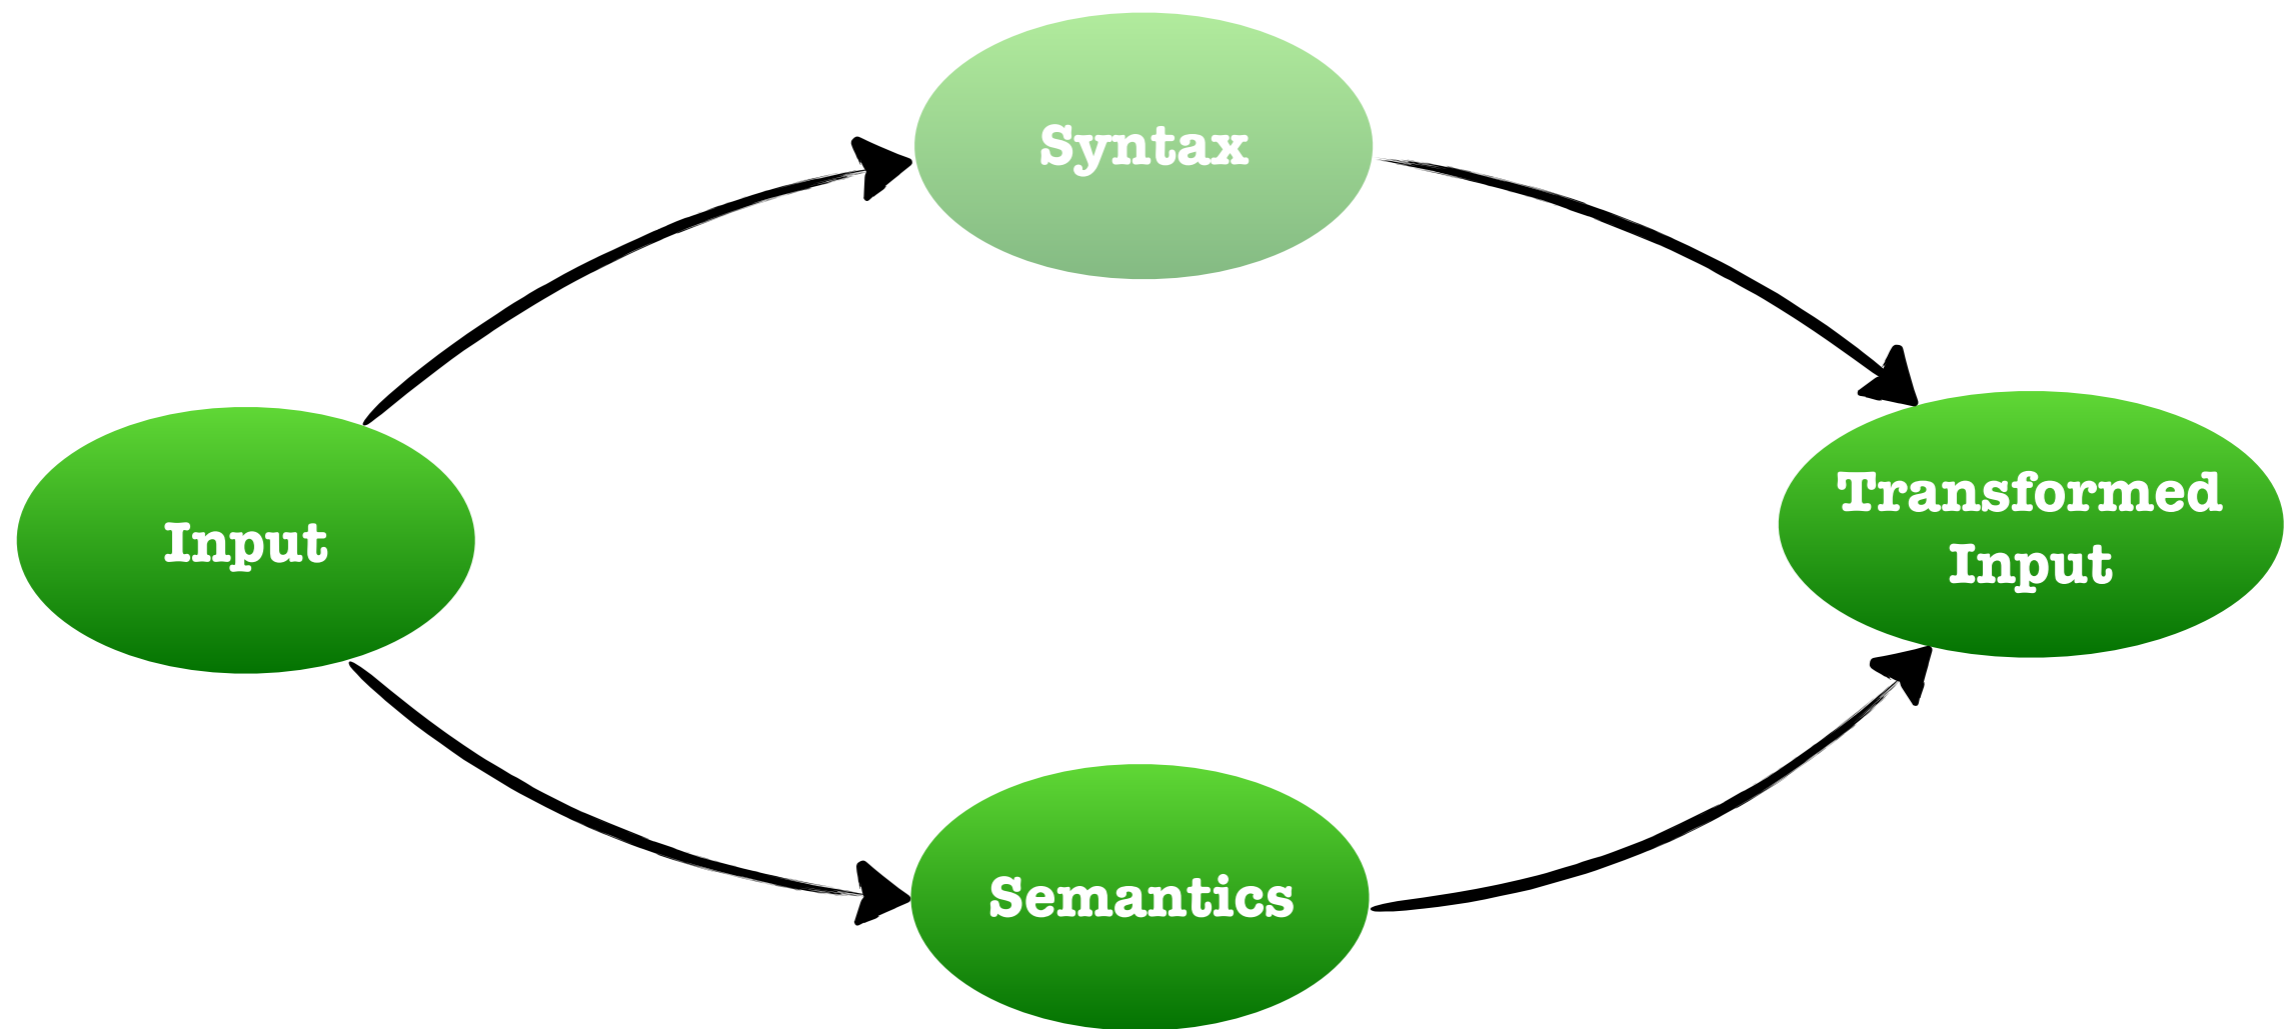 Syntax
Input
Transformed
Input
Semantics